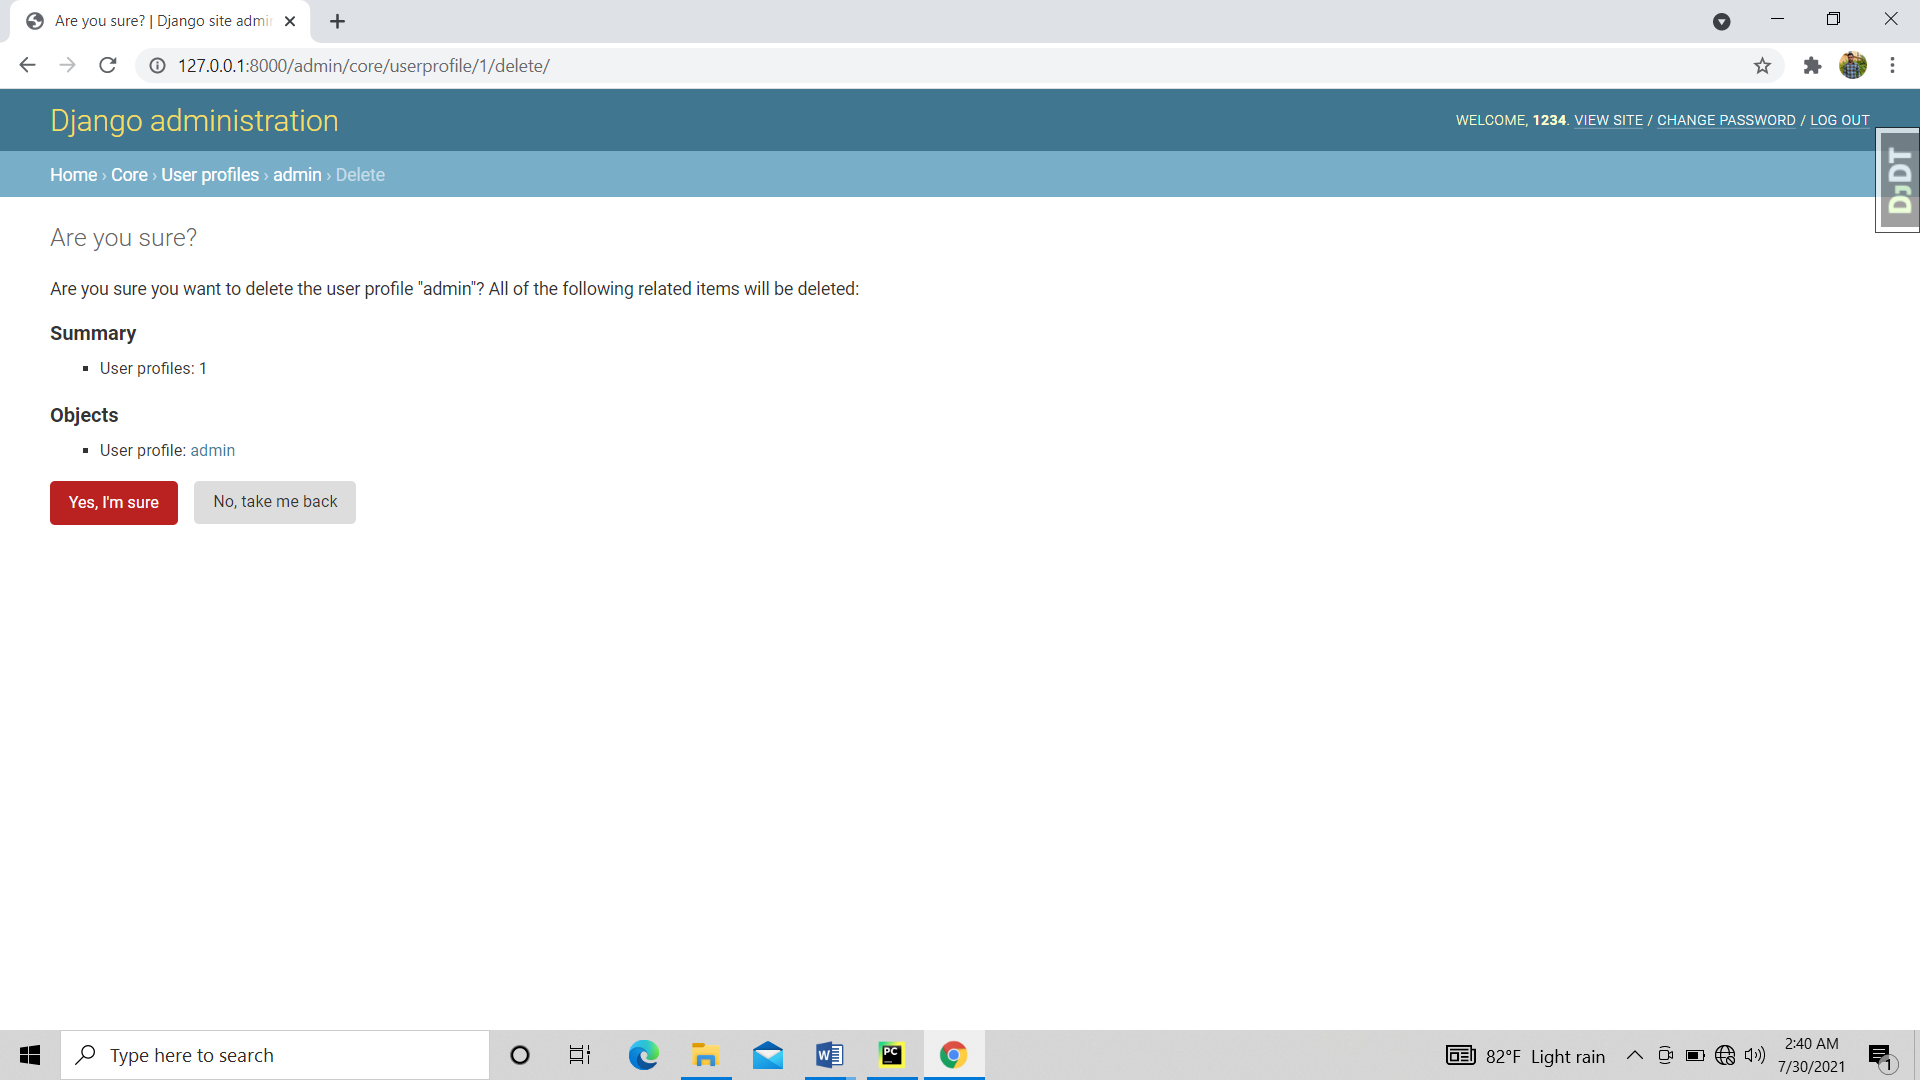 Are you sure? | Django site admin
127.0.0.1:8000/admin/core/userprofile/1/delete/
Django administration
WELCOME, 1234. VIEW SITE / CHANGE PASSWORD / LOG OUT
DjDT
Home › Core › User profiles › admin › Delete
Are you sure?
Are you sure you want to delete the user profile "admin"? All of the following related items will be deleted:
Summary
User profiles: 1
Objects
User profile: admin
Yes, I'm sure
No, take me back
Type here to search
W
PC
82°F Light rain
2:40 AM
7/30/2021
1